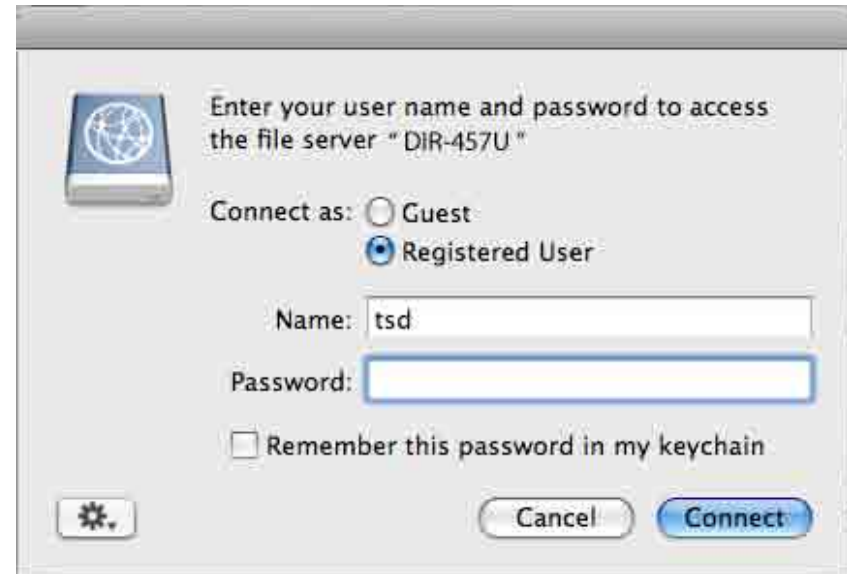 Enter your user name and password to access
the file server “ DIR-457U ”
Connect as: Guest
Registered User
Name: tsd
Password:
Remember this password in my keychain
Cancel Connect